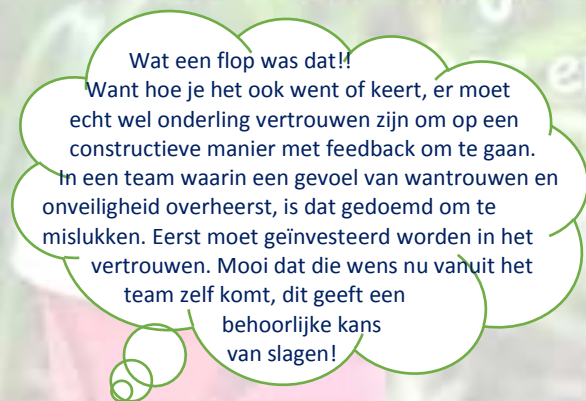 Wat een flop was dat!!
Want hoe je het ook went of keert, er moet
echt wel onderling vertrouwen zijn om op een
constructieve manier met feedback om te gaan.
In een team waarin een gevoel van wantrouwen en
onveiligheid overheerst, is dat gedoemd om te
mislukken. Eerst moet geïnvesteerd worden in het
vertrouwen. Mooi dat die wens nu vanuit het
team zelf komt, dit geeft een
behoorlijke kans
van slagen!